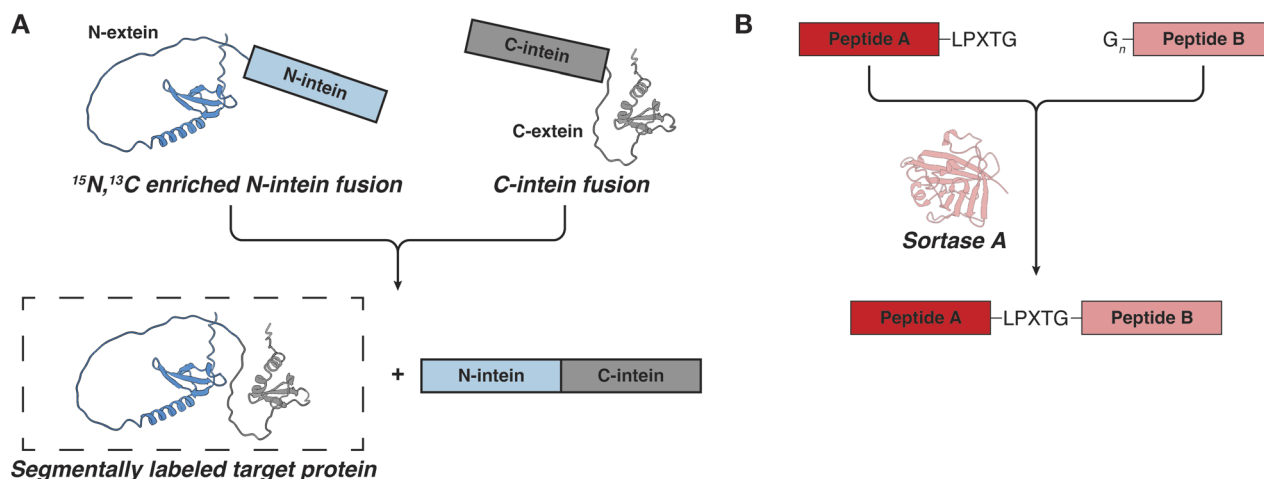 A
N-extein
N-intein
C-intein
C-extein
15N,13C enriched N-intein fusion
C-intein fusion
+
N-intein
C-intein
Segmentally labeled target protein
B
Peptide A
LPXTG
Gn
Peptide B
Sortase A
Peptide A
LPXTG
Peptide B